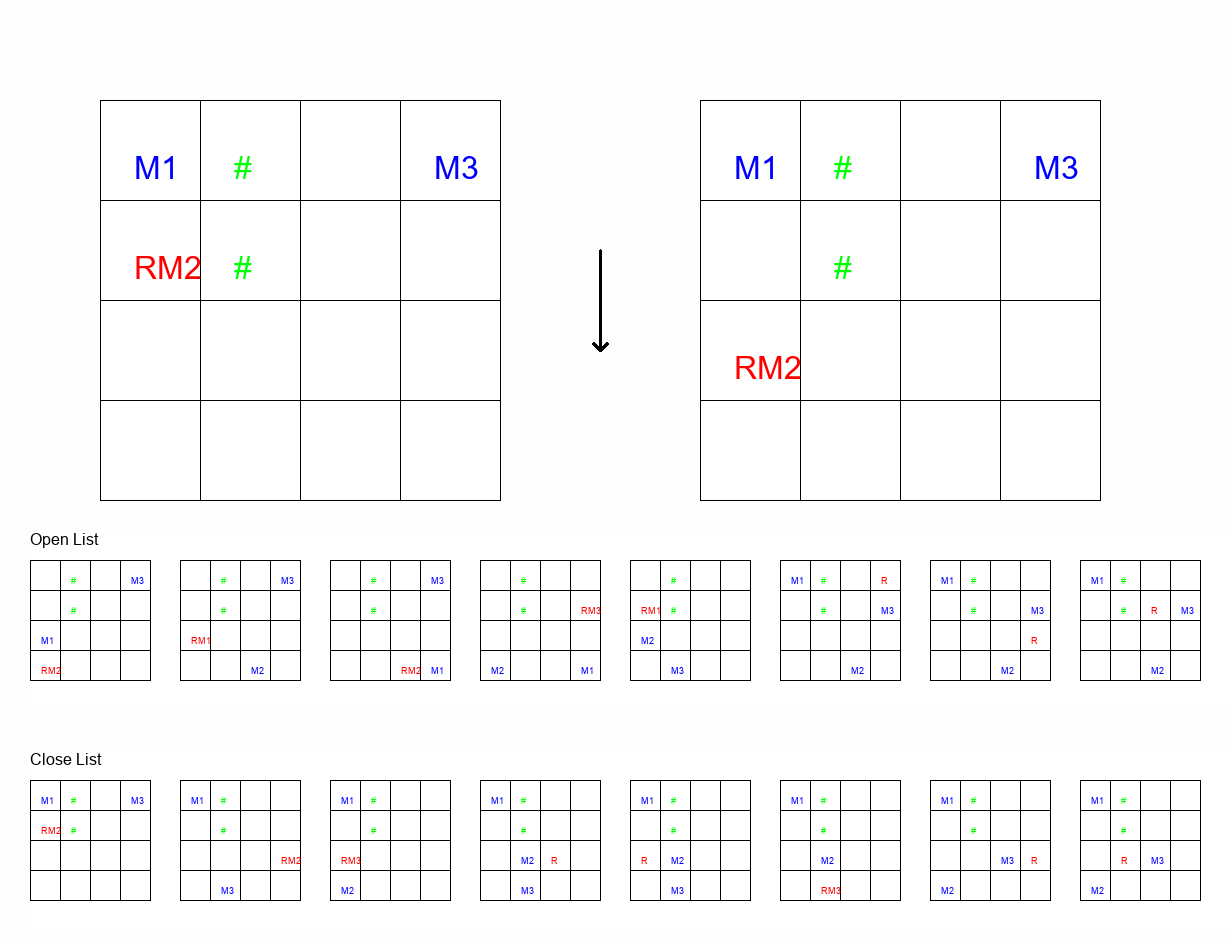 M1 # M3 M1 # M3
RM2 # #
RM2
Open List
# M3 # M3 # M3 # # M1 # R M1 # M1 #
# # # # RM3 RM1 # # M3 # M3 # R M3
M1 RM1 M2 R
RM2 M2 RM2 M1 M2 M1 M3 M2 M2 M2
Close List
M1 # M3 M1 # M1 # M1 # M1 # M1 # M1 # M1 #
RM2 # # # # # # # #
RM2 RM3 M2 R R M2 M2 M3 R R M3
M3 M2 M3 M3 RM3 M2 M2